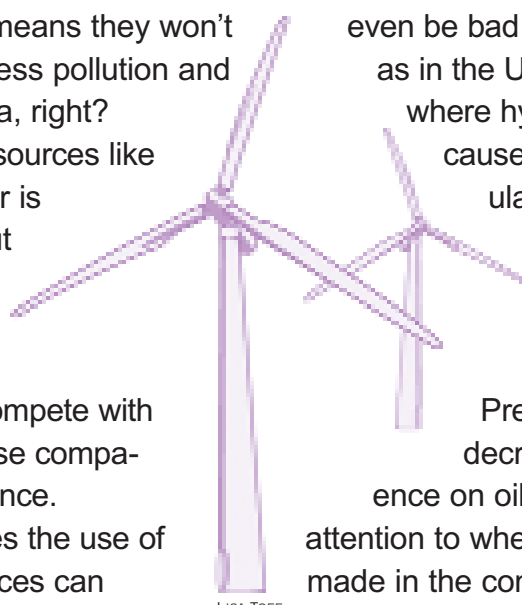 means they won't
ess pollution and
a, right?
sources like
r is
ut
ompete with
se compa-
nce.
es the use of
ces can
even be bad
as in the U
where hy
cause
ula
Pre
decr
ence on oil
attention to whe
made in the con